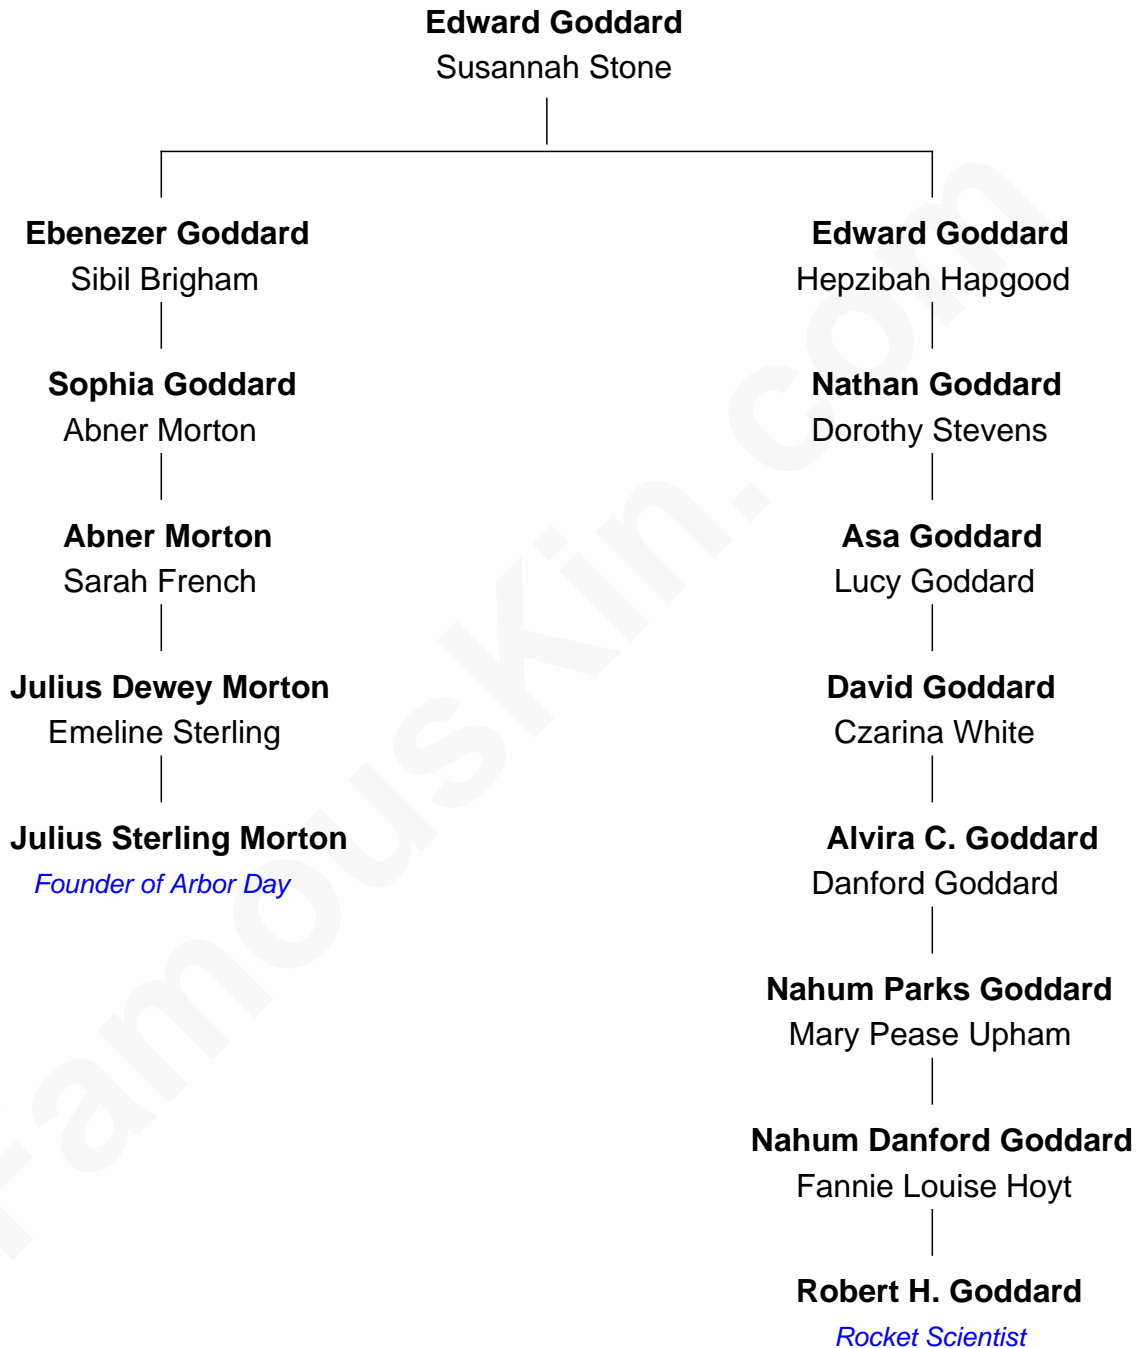 Edward Goddard
Susannah Stone
Ebenezer Goddard
Sibil Brigham
Sophia Goddard
Abner Morton
Abner Morton
Sarah French
Julius Dewey Morton
Emeline Sterling
Julius Sterling Morton
Founder of Arbor Day
Edward Goddard
Hepzibah Hapgood
Nathan Goddard
Dorothy Stevens
Asa Goddard
Lucy Goddard
David Goddard
Czarina White
Alvira C. Goddard
Danford Goddard
Nahum Parks Goddard
Mary Pease Upham
Nahum Danford Goddard
Fannie Louise Hoyt
Robert H. Goddard
Rocket Scientist
FamousKin.com